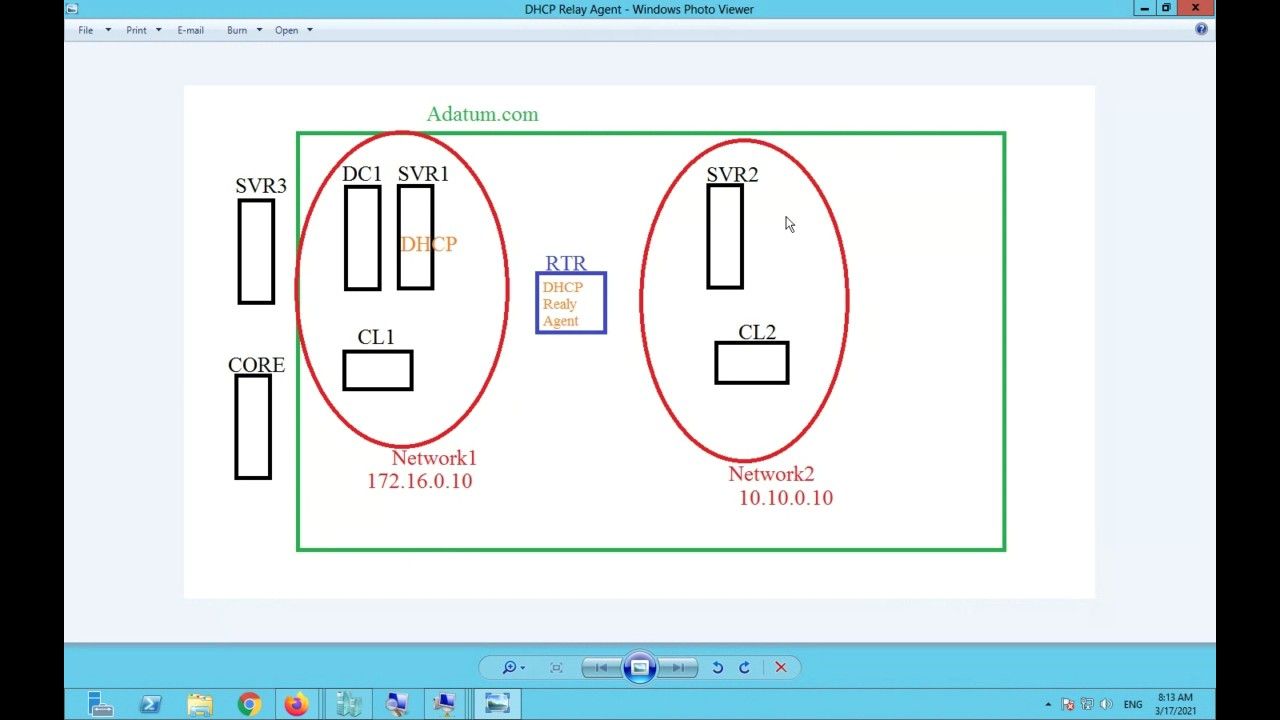 DHCP Relay Agent - Windows Photo Viewer
File Print E-mail Burn Open
Adatum.com
SVR3
DC1 SVR1
DHCP
CL1
CORE
Network1
172.16.0.10
RTR
DHCP
Realy
Agent
SVR2
CL2
Network2
10.10.0.10
ENG
8:13 AM
3/17/2021